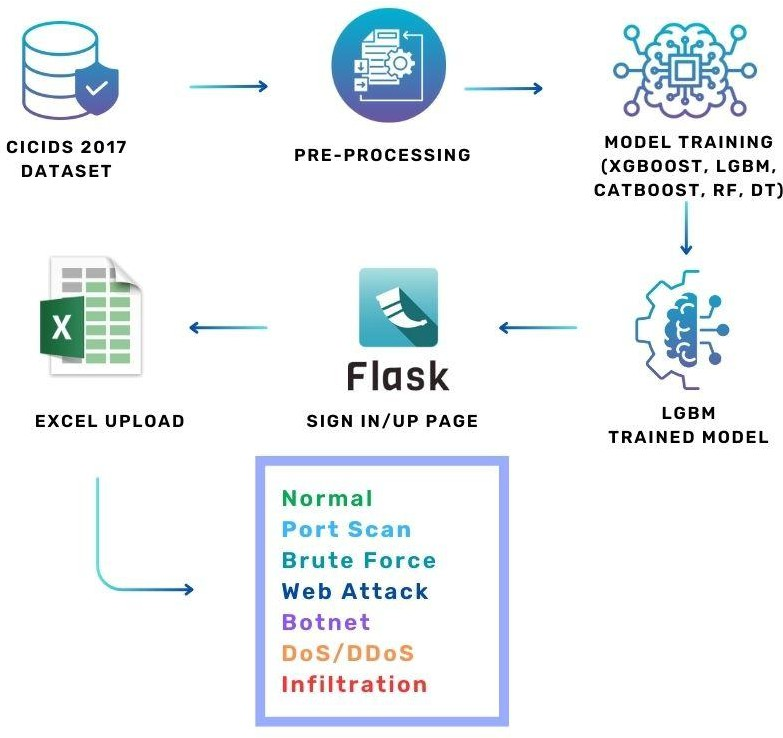 CICIDS 2017
DATASET
PRE-PROCESSING
MODEL TRAINING
(XGBOOST, LGBM,
CATBOOST, RF, DT)
X
EXCEL UPLOAD
Flask
SIGN IN/UP PAGE
LGBM
TRAINED MODEL
Normal
Port Scan
Brute Force
Web Attack
Botnet
DoS/DDoS
Infiltration